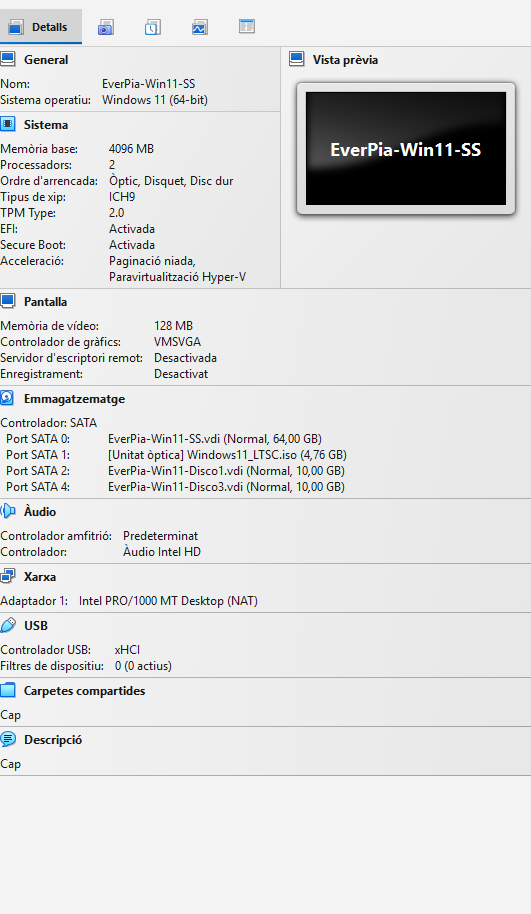 Detalls
General
Nom: EverPia-Win11-SS
Sistema operatiu: Windows 11 (64-bit)
Vista prèvia
EverPia-Win11-SS
Sistema
Memòria base: 4096 MB
Processadors: 2
Ordre d'arrencada: Òptic, Disquet, Disc dur
Tipus de xip: ICH9
TPM Type: 2.0
EFI: Activada
Secure Boot: Activada
Acceleració: Paginació niada,
Paravirtualització Hyper-V
Pantalla
Memòria de vídeo: 128 MB
Controlador de gràfics: VMSVGA
Servidor d'escriptori remot: Desactivada
Enregistrament: Desactivat
Emmagatzematge
Controlador: SATA
Port SATA 0: EverPia-Win11-SS.vdi (Normal, 64,00 GB)
Port SATA 1: [Unitat òptica] Windows11_LTSC.iso (4,76 GB)
Port SATA 2: EverPia-Win11-Disco1.vdi (Normal, 10,00 GB)
Port SATA 4: EverPia-Win11-Disco3.vdi (Normal, 10,00 GB)
Àudio
Controlador amfitrió: Predeterminat
Controlador: Àudio Intel HD
Xarxa
Adaptador 1: Intel PRO/1000 MT Desktop (NAT)
USB
Controlador USB: xHCI
Filtres de dispositiu: 0 (0 actius)
Carpetes compartides
Cap
Descripció
Cap